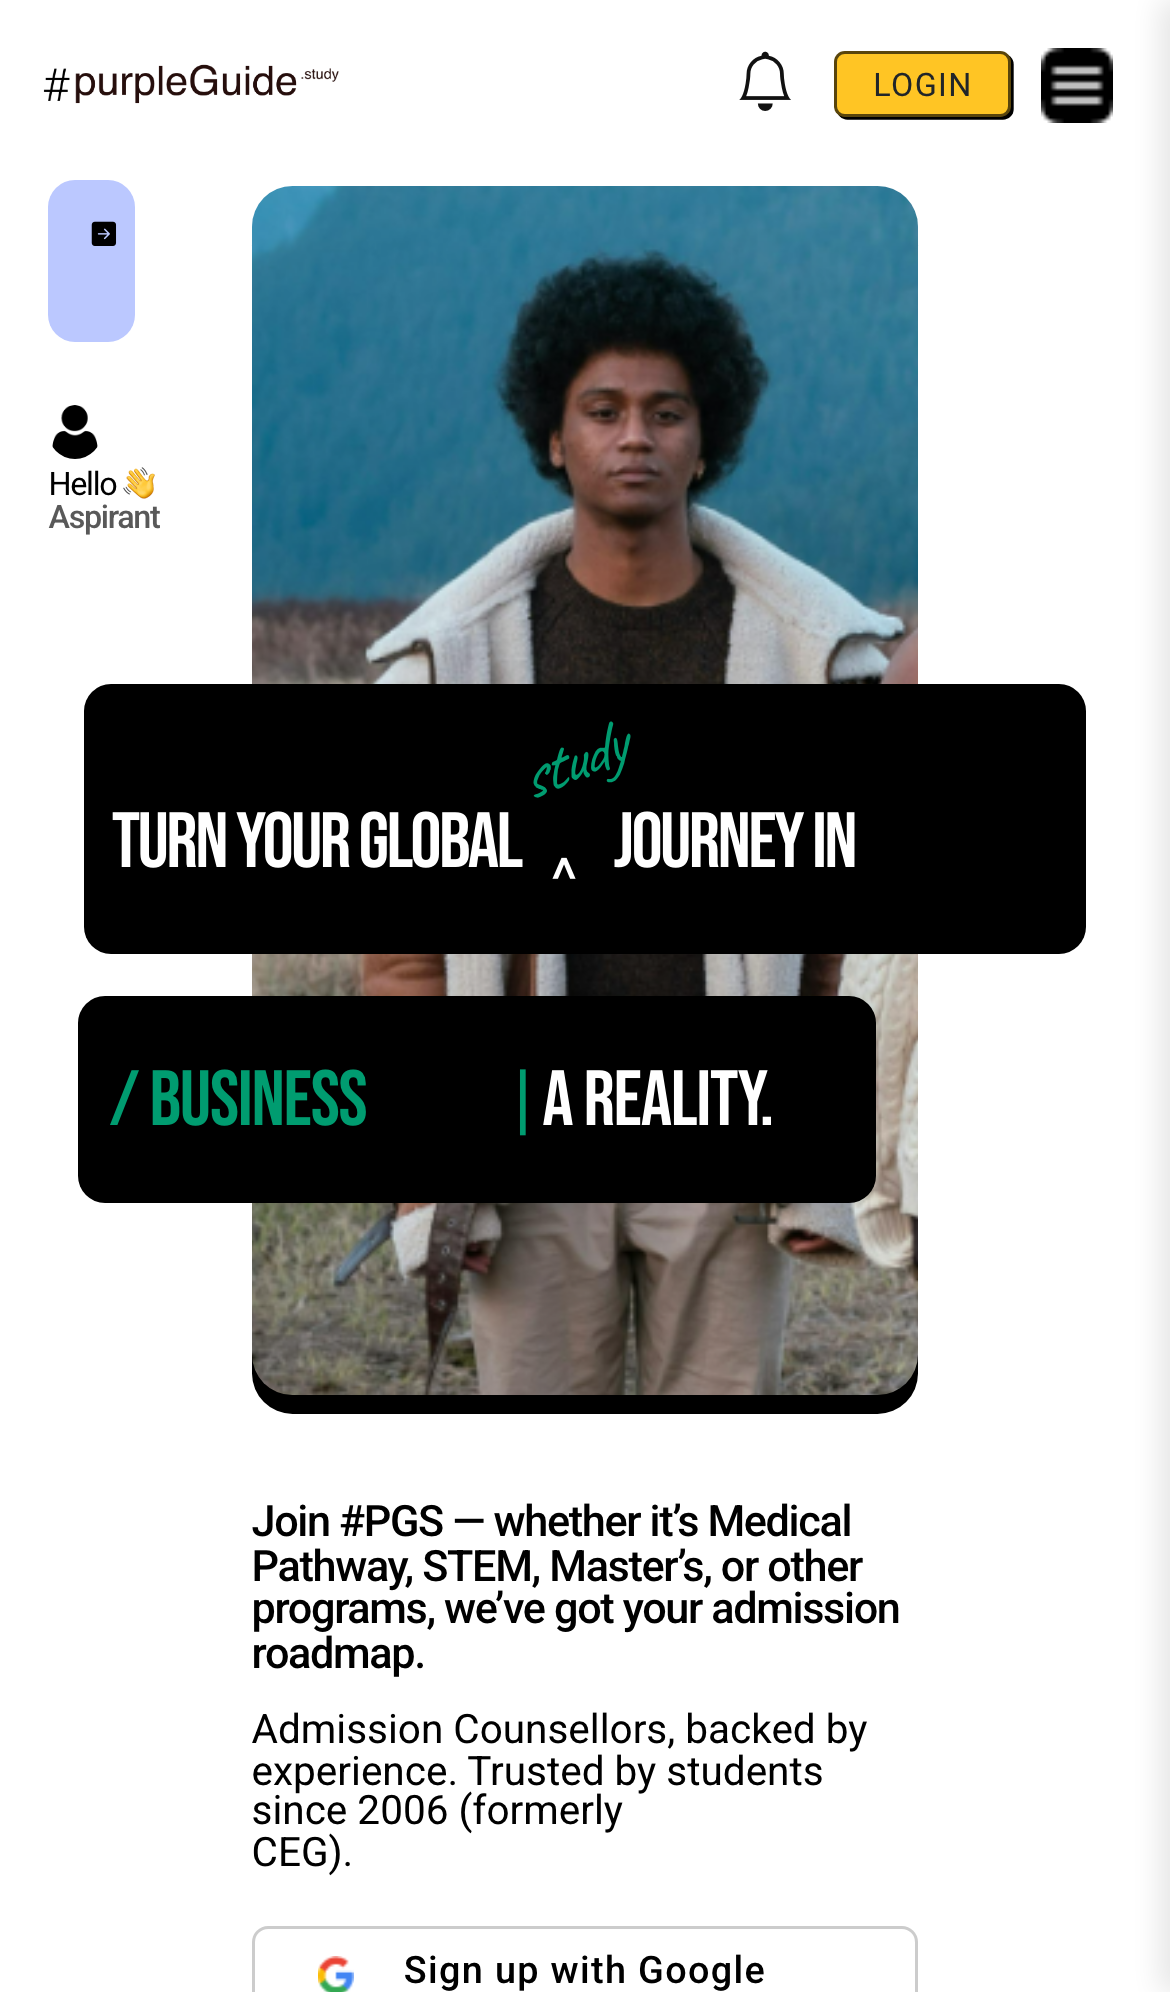 #purpleGuide.study
LOGIN
Hello 👋
Aspirant
study
TURN YOUR GLOBAL ^ JOURNEY IN
/ BUSINESS | A REALITY.
Join #PGS — whether it’s Medical
Pathway, STEM, Master’s, or other
programs, we’ve got your admission
roadmap.
Admission Counsellors, backed by
experience. Trusted by students
since 2006 (formerly
CEG).
Sign up with Google